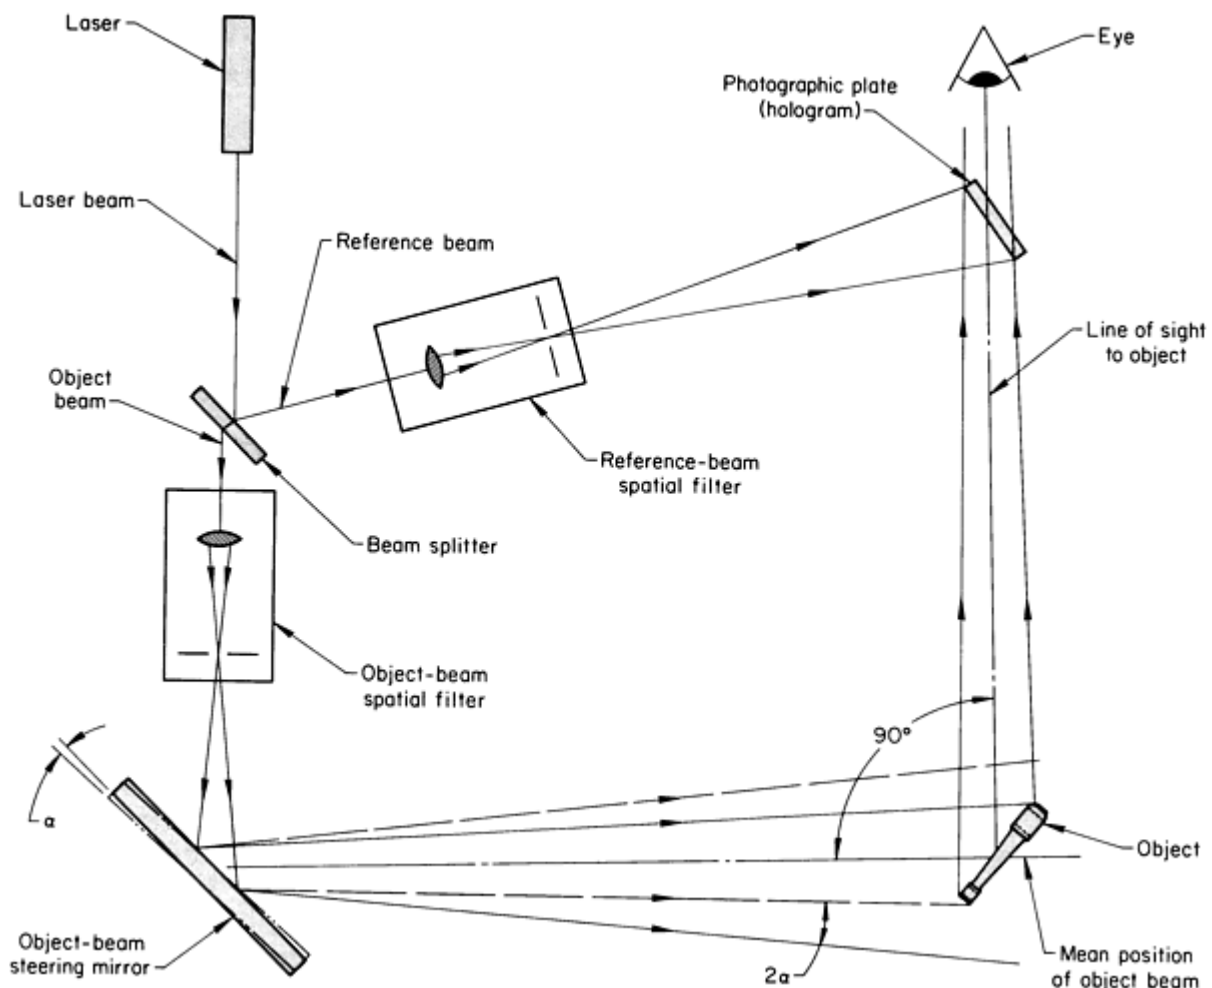 Laser
Eye
Photographic plate
(hologram)
Laser beam
Reference beam
Line of sight
to object
Object
beam
Reference-beam
spatial filter
Beam splitter
Object-beam
spatial filter
90°
α
Object
Object-beam
steering mirror
2α
Mean position
of object beam